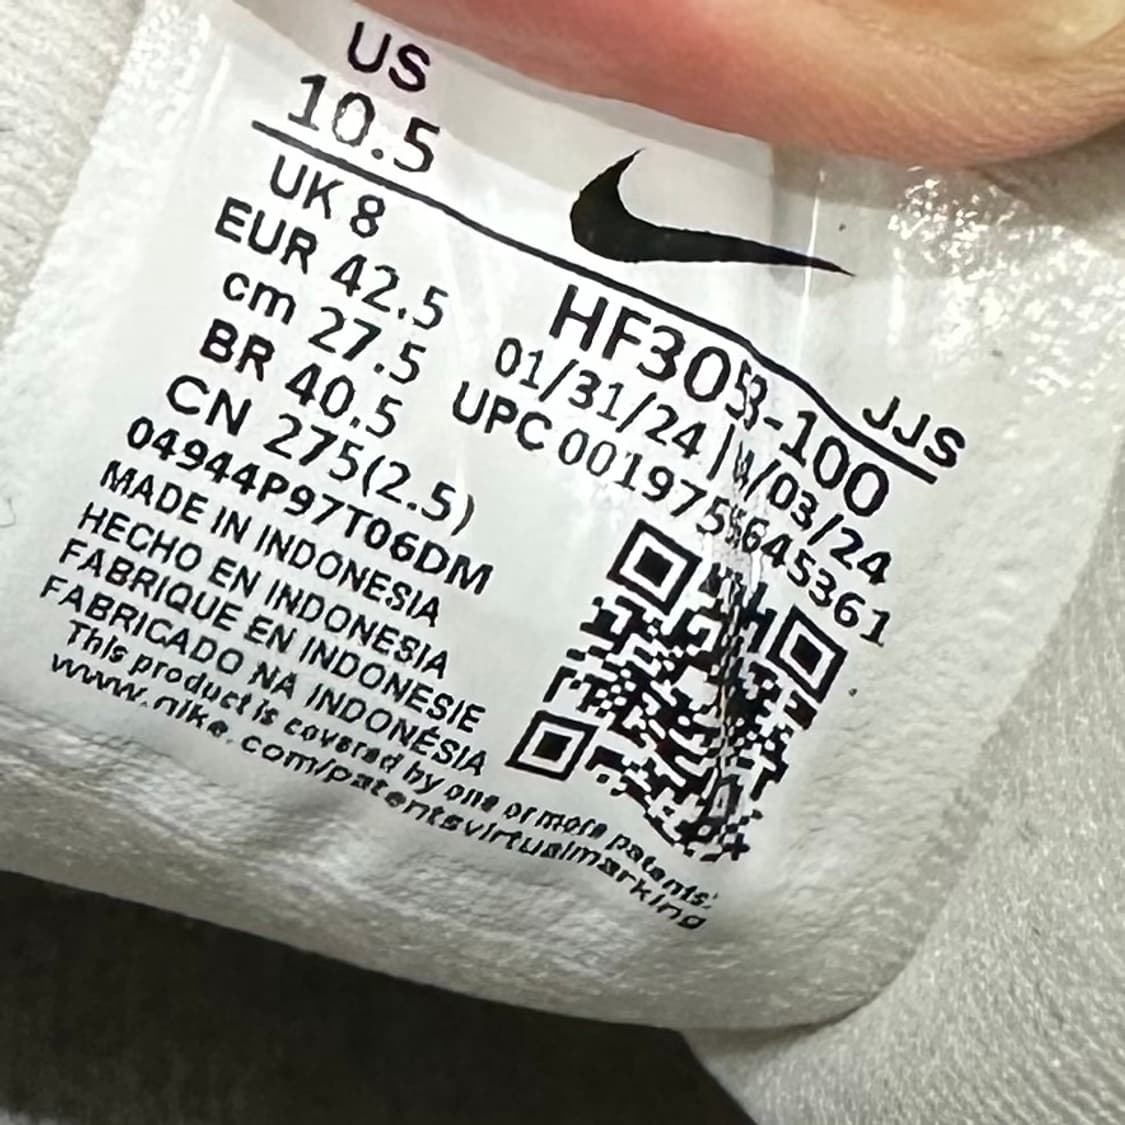 US
10.5
UK 8
EUR 42.5
cm 27.5
BR 40.5
CN 275(2.5)
04944P97T06DM
MADE IN INDONESIA
HECHO EN INDONESIA
FABRIQUE EN INDONESIE
FABRICADO NA INDONÉSIA
This product is covered by one or more patents:
www.nike.com/patentsvirtualmarking
JJS
01/31/24
UPC